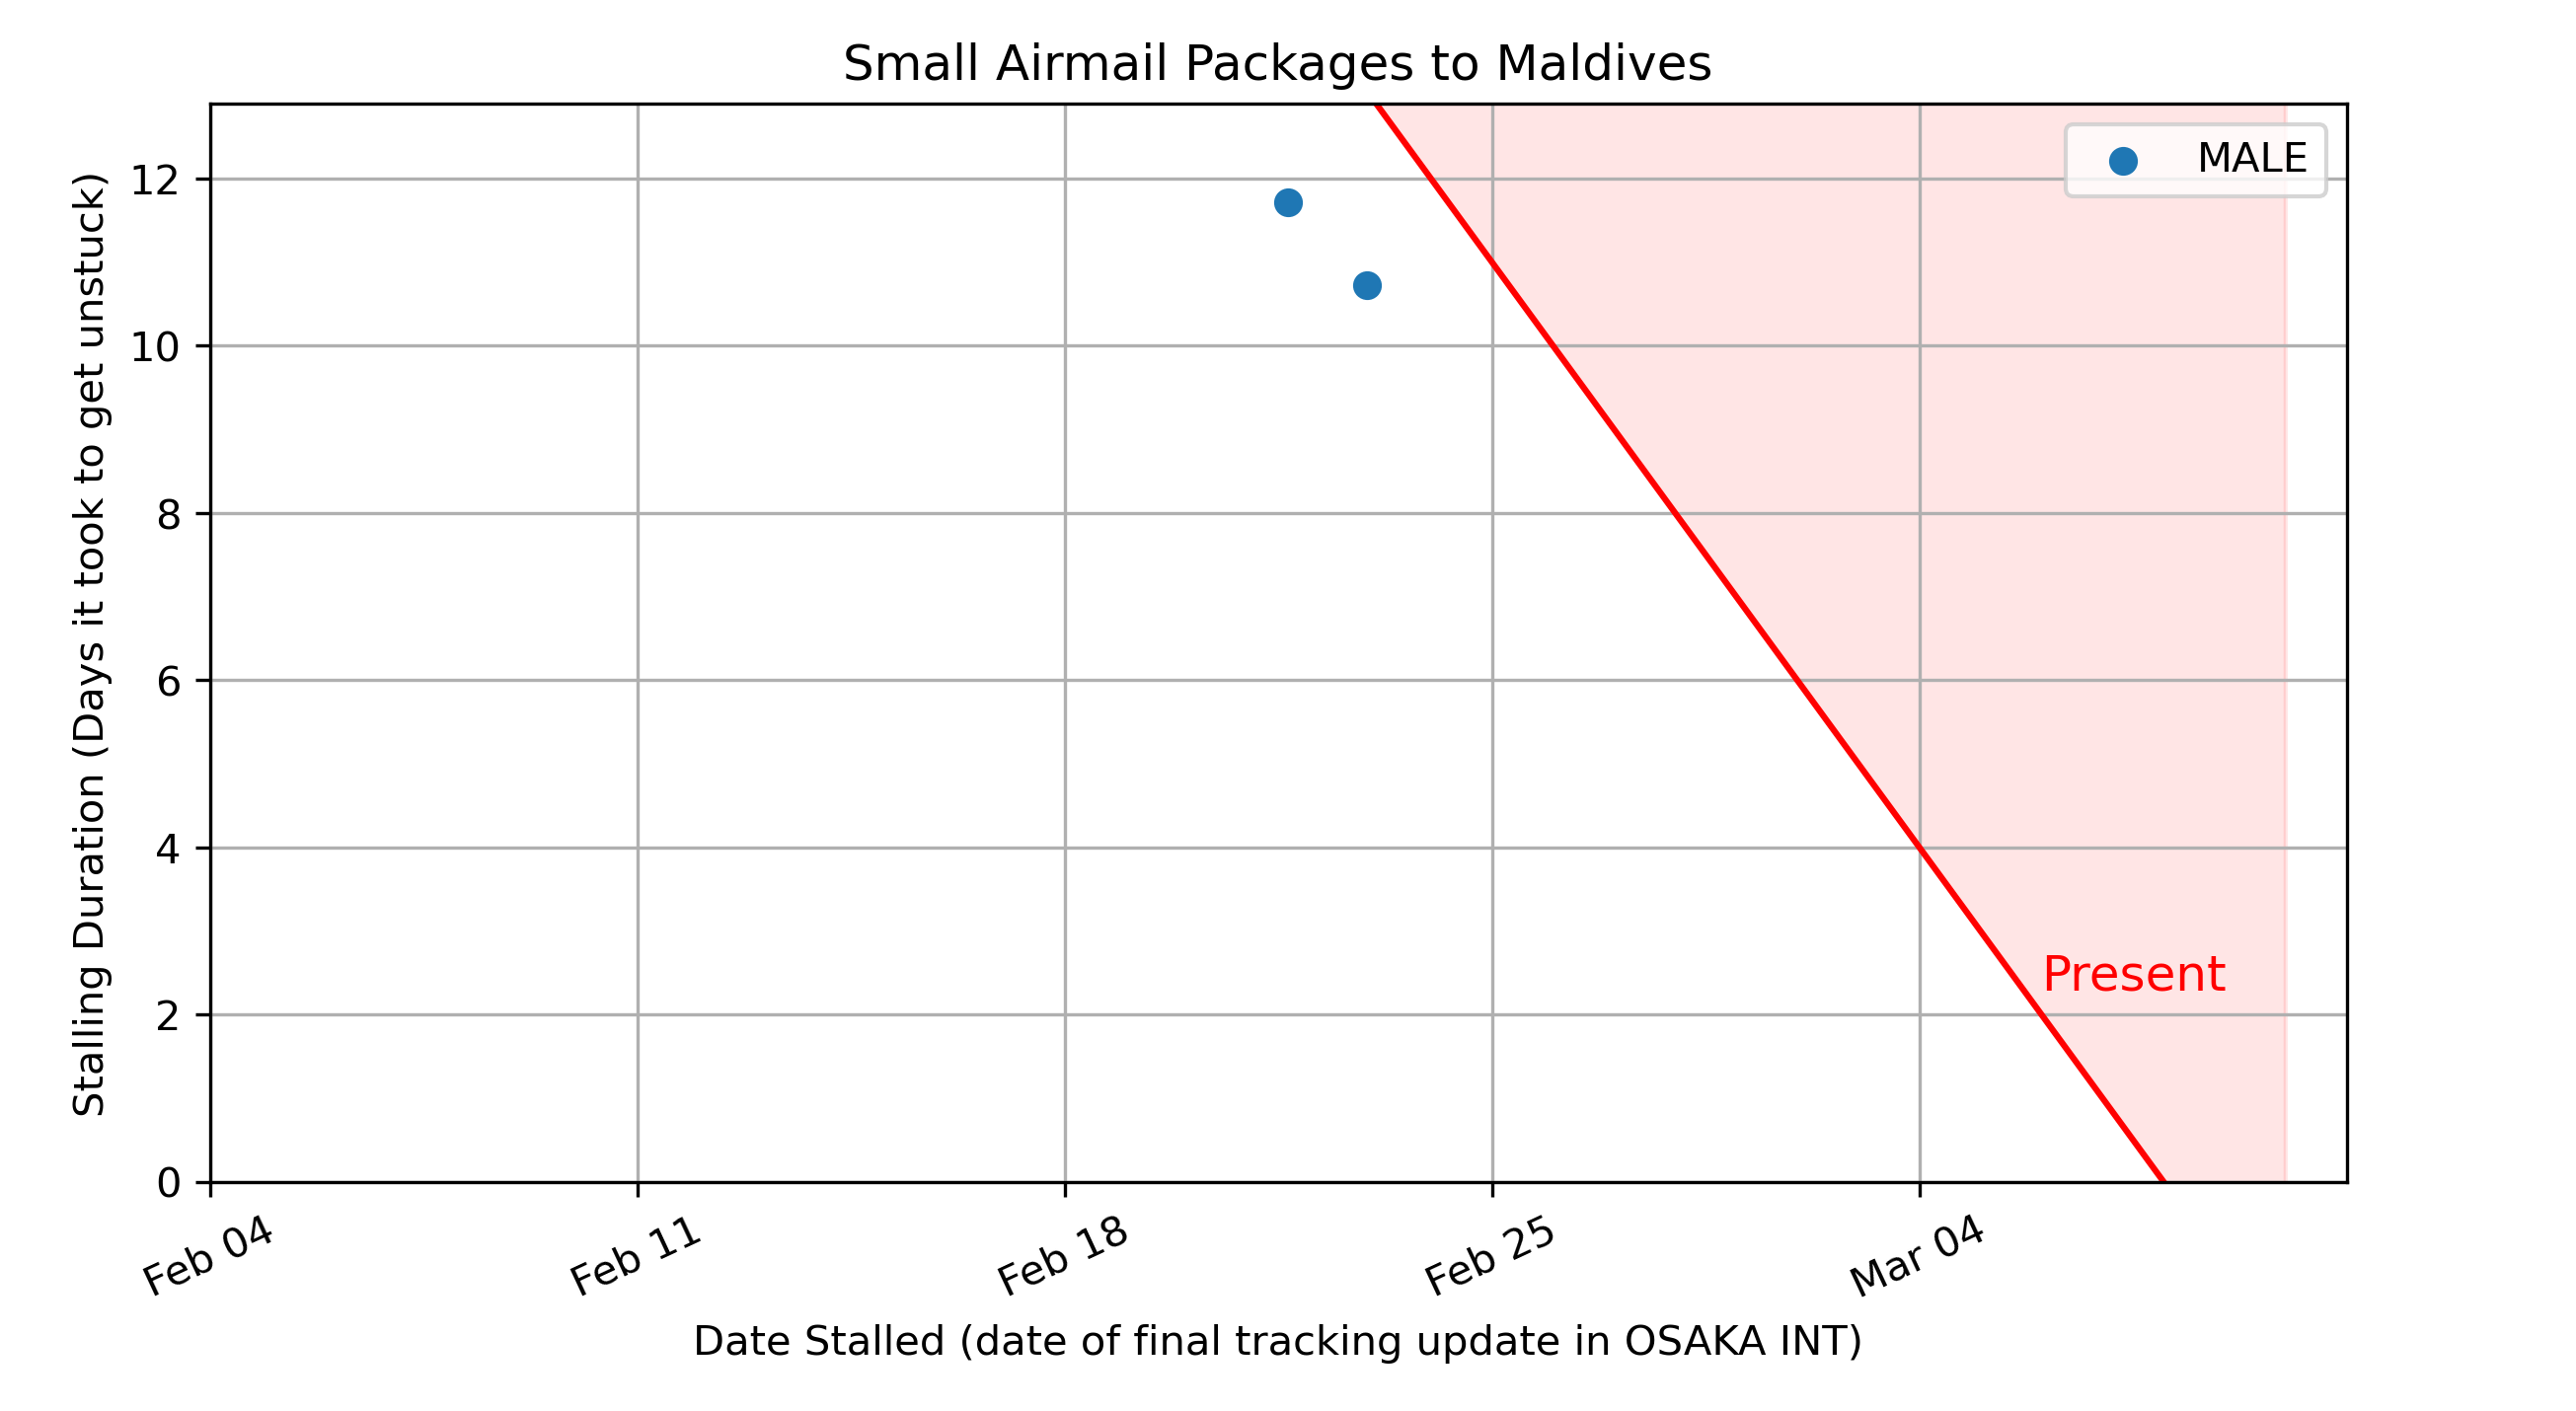 Small Airmail Packages to Maldives
MALE
Stalling Duration (Days it took to get unstuck)
12
10
8
6
4
2
0
Present
Feb 04
Feb 11
Feb 18
Feb 25
Mar 04
Date Stalled (date of final tracking update in OSAKA INT)